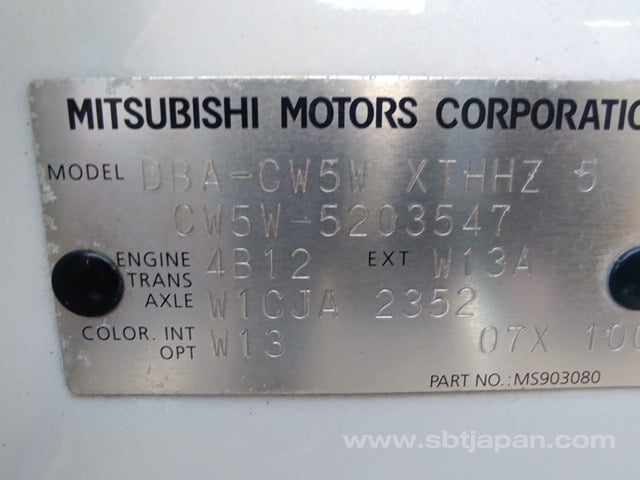 MITSUBISHI MOTORS CORPORATIO
MODEL DBA-CW5W XTHHZ 5
CW5W-5203547
ENGINE 4B12 EXT W13A
TRANS
AXLE W1CJA 2352
COLOR. INT W13
OPT 07X 100
PART NO.: MS903080
www.sbtjapan.com